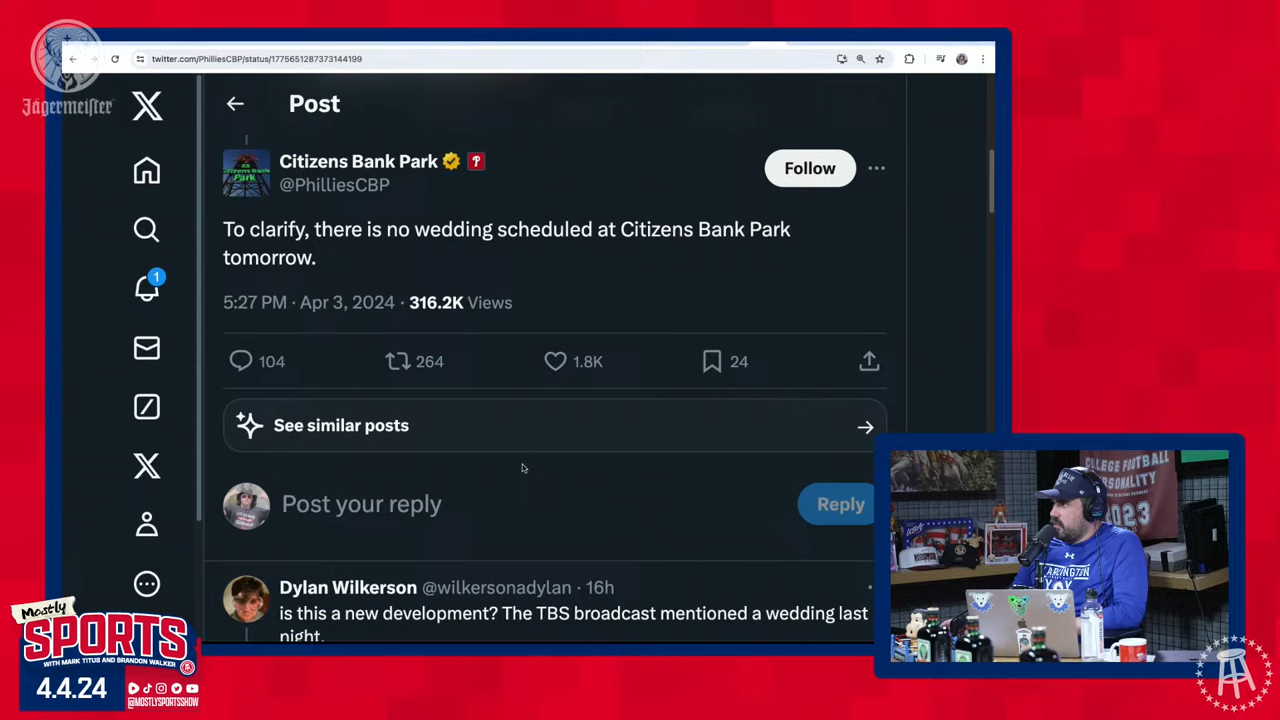 Jägermeister
twitter.com/PhilliesCBP/status/1775651287373144199
Post
Citizens Bank Park
@PhilliesCBP
Follow
To clarify, there is no wedding scheduled at Citizens Bank Park
tomorrow.
5:27 PM · Apr 3, 2024 · 316.2K Views
104
264
1.8K
24
See similar posts
1
Post your reply
Reply
Dylan Wilkerson @wilkersonadylan · 16h
is this a new development? The TBS broadcast mentioned a wedding last
night.
COLLEGE FOOTBALL
PERSONALITY
2023
USA
Mostly
SPORTS
WITH MARK TITUS AND BRANDON WALKER
4.4.24
@MOSTLYSPORTSSHOW